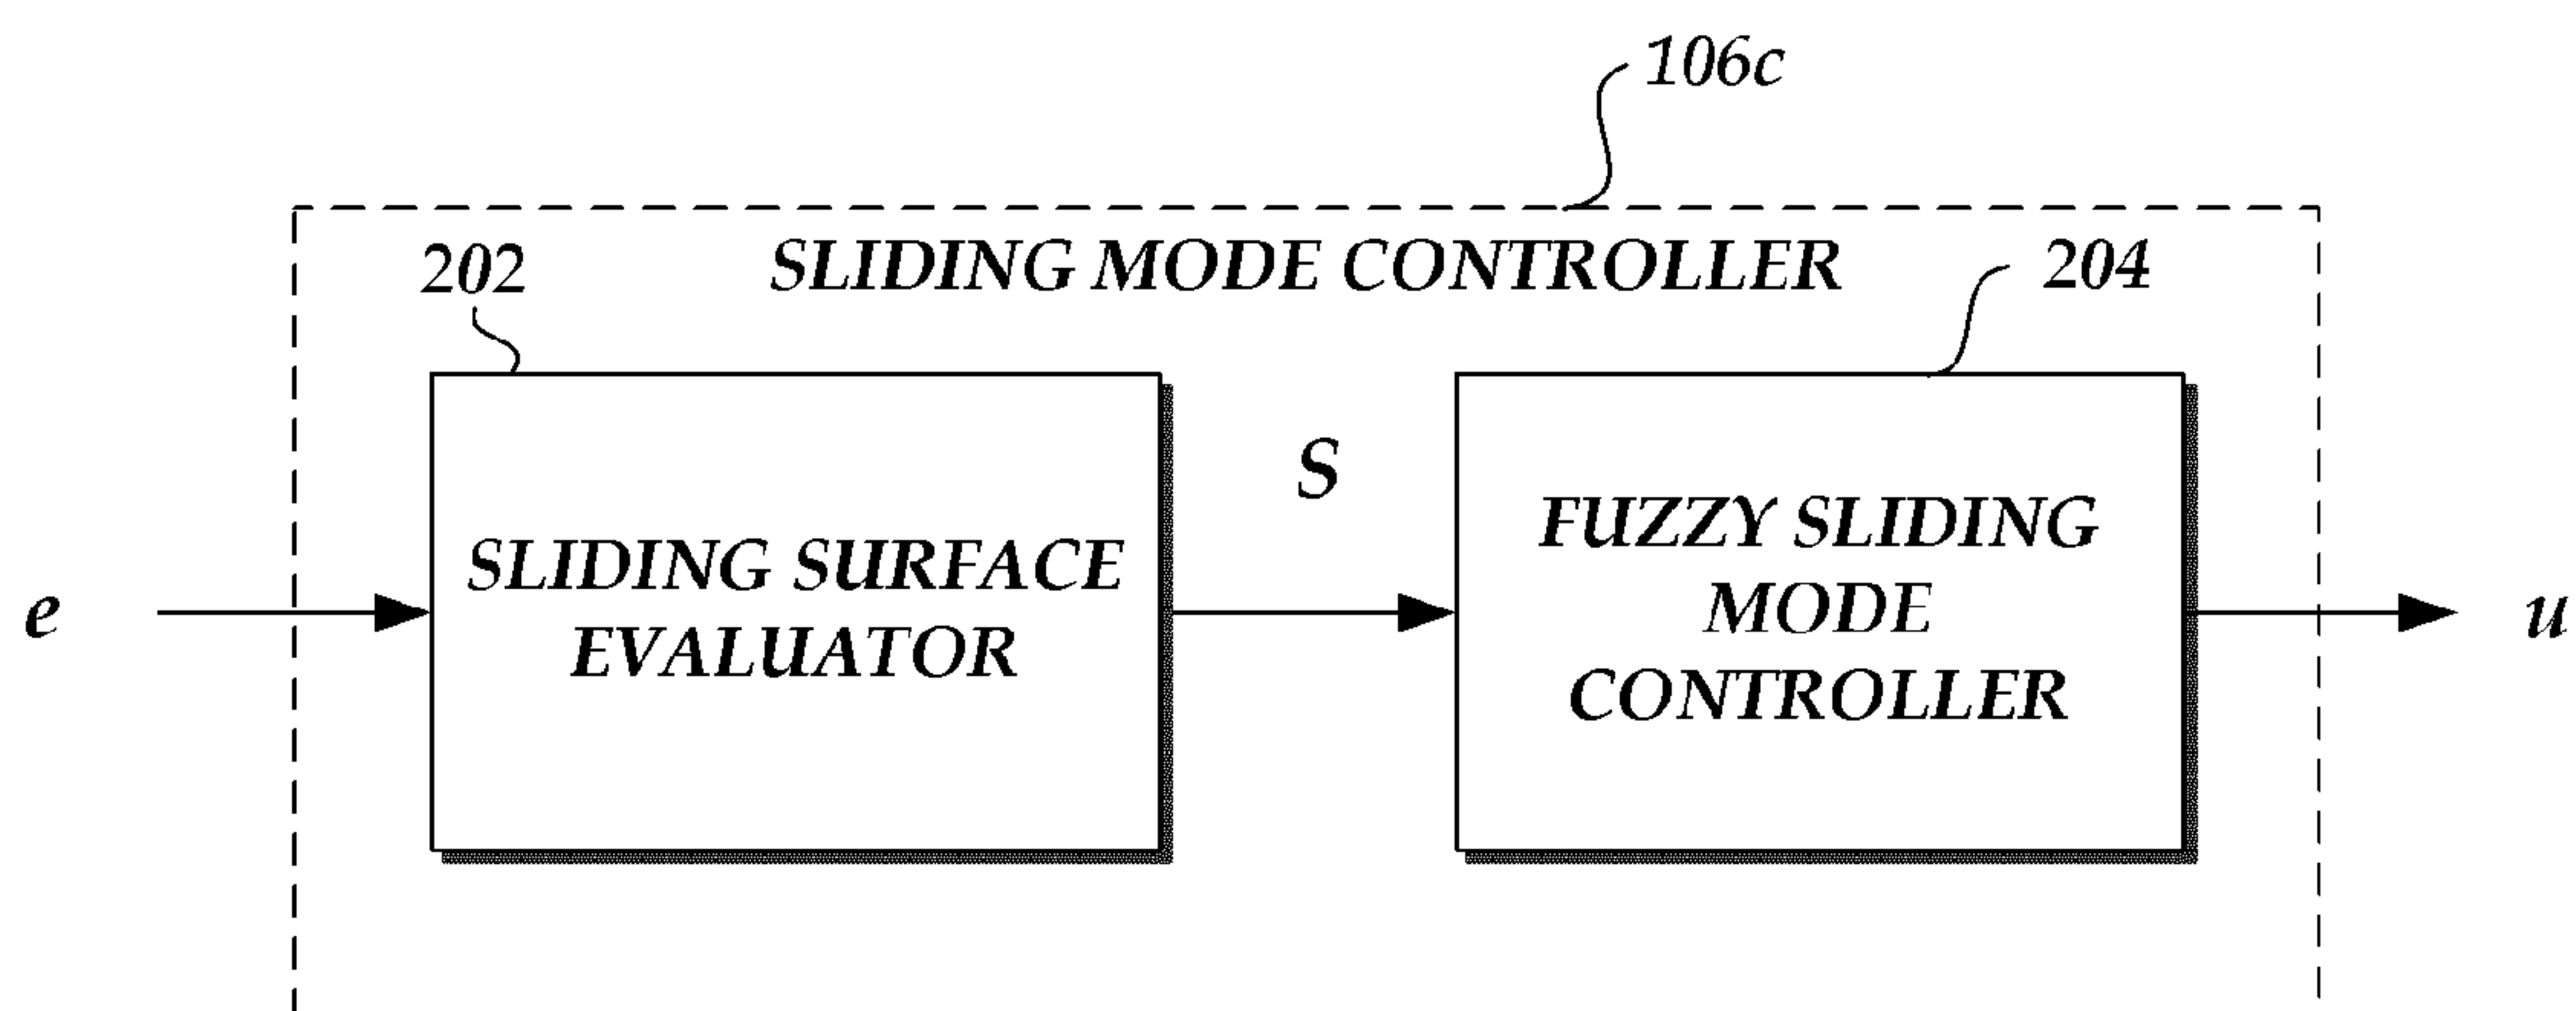 106c
SLIDING MODE CONTROLLER
202
204
SLIDING SURFACE
EVALUATOR
S
FUZZY SLIDING
MODE
CONTROLLER
e
u